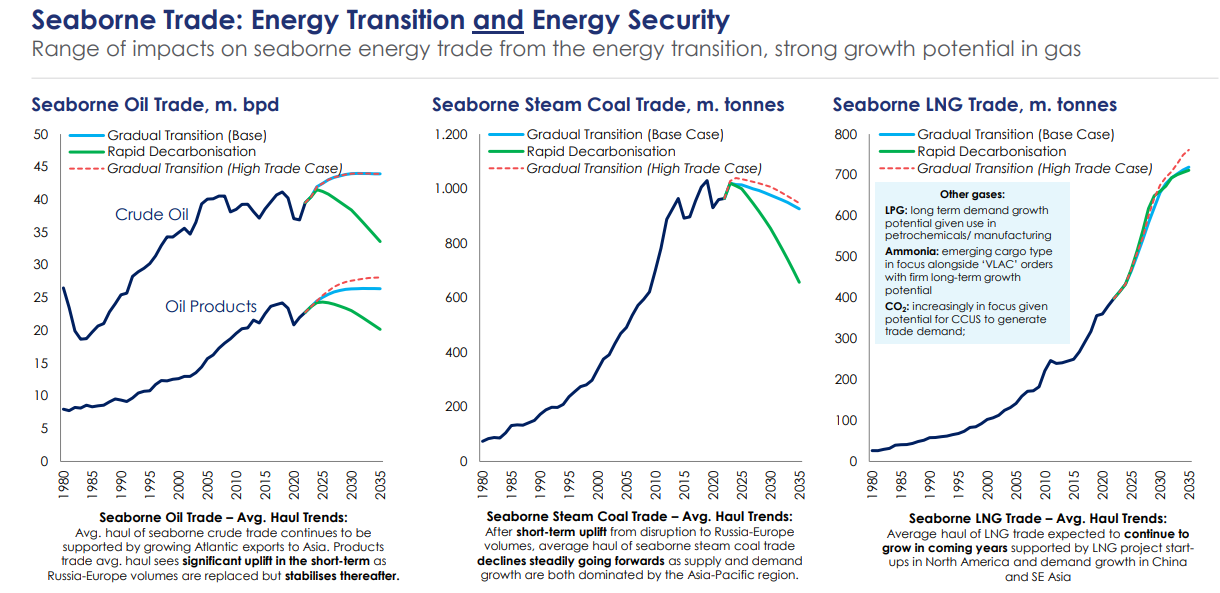 Seaborne Trade: Energy Transition and Energy Security
Range of impacts on seaborne energy trade from the energy transition, strong growth potential in gas
Seaborne Oil Trade, m. bpd
50
45
40
35
30
25
20
15
10
5
0
Gradual Transition (Base)
Rapid Decarbonisation
Gradual Transition (High Trade Case)
Crude Oil
Oil Products
1980
1985
1990
1995
2000
2005
2010
2015
2020
2025
2030
2035
Seaborne Oil Trade – Avg. Haul Trends:
Avg. haul of seaborne crude trade continues to be
supported by growing Atlantic exports to Asia. Products
trade avg. haul sees significant uplift in the short-term as
Russia-Europe volumes are replaced but stabilises thereafter.
Seaborne Steam Coal Trade, m. tonnes
1.200
1.000
800
600
400
200
0
Gradual Transition (Base Case)
Rapid Decarbonisation
Gradual Transition (High Trade Case)
1980
1985
1990
1995
2000
2005
2010
2015
2020
2025
2030
2035
Seaborne Steam Coal Trade – Avg. Haul Trends:
After short-term uplift from disruption to Russia-Europe
volumes, average haul of seaborne steam coal trade
declines steadily going forwards as supply and demand
growth are both dominated by the Asia-Pacific region.
Seaborne LNG Trade, m. tonnes
800
700
600
500
400
300
200
100
0
Gradual Transition (Base Case)
Rapid Decarbonisation
Gradual Transition (High Trade Case)
Other gases:
LPG: long term demand growth
potential given use in
petrochemicals/ manufacturing
Ammonia: emerging cargo type
in focus alongside ‘VLAC’ orders
with firm long-term growth
potential
CO₂: increasingly in focus given
potential for CCUS to generate
trade demand;
1980
1985
1990
1995
2000
2005
2010
2015
2020
2025
2030
2035
Seaborne LNG Trade – Avg. Haul Trends:
Average haul of LNG trade expected to continue to
grow in coming years supported by LNG project start-
ups in North America and demand growth in China
and SE Asia